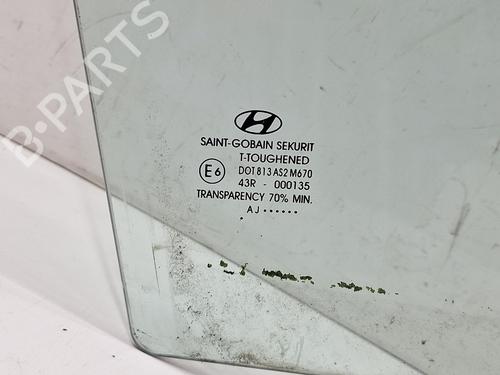 B-PARTS
SAINT-GOBAIN SEKURIT
T-TOUGHENED
E6 DOT 813 AS2 M670
43R - 000135
TRANSPARENCY 70% MIN.
AJ ••••••